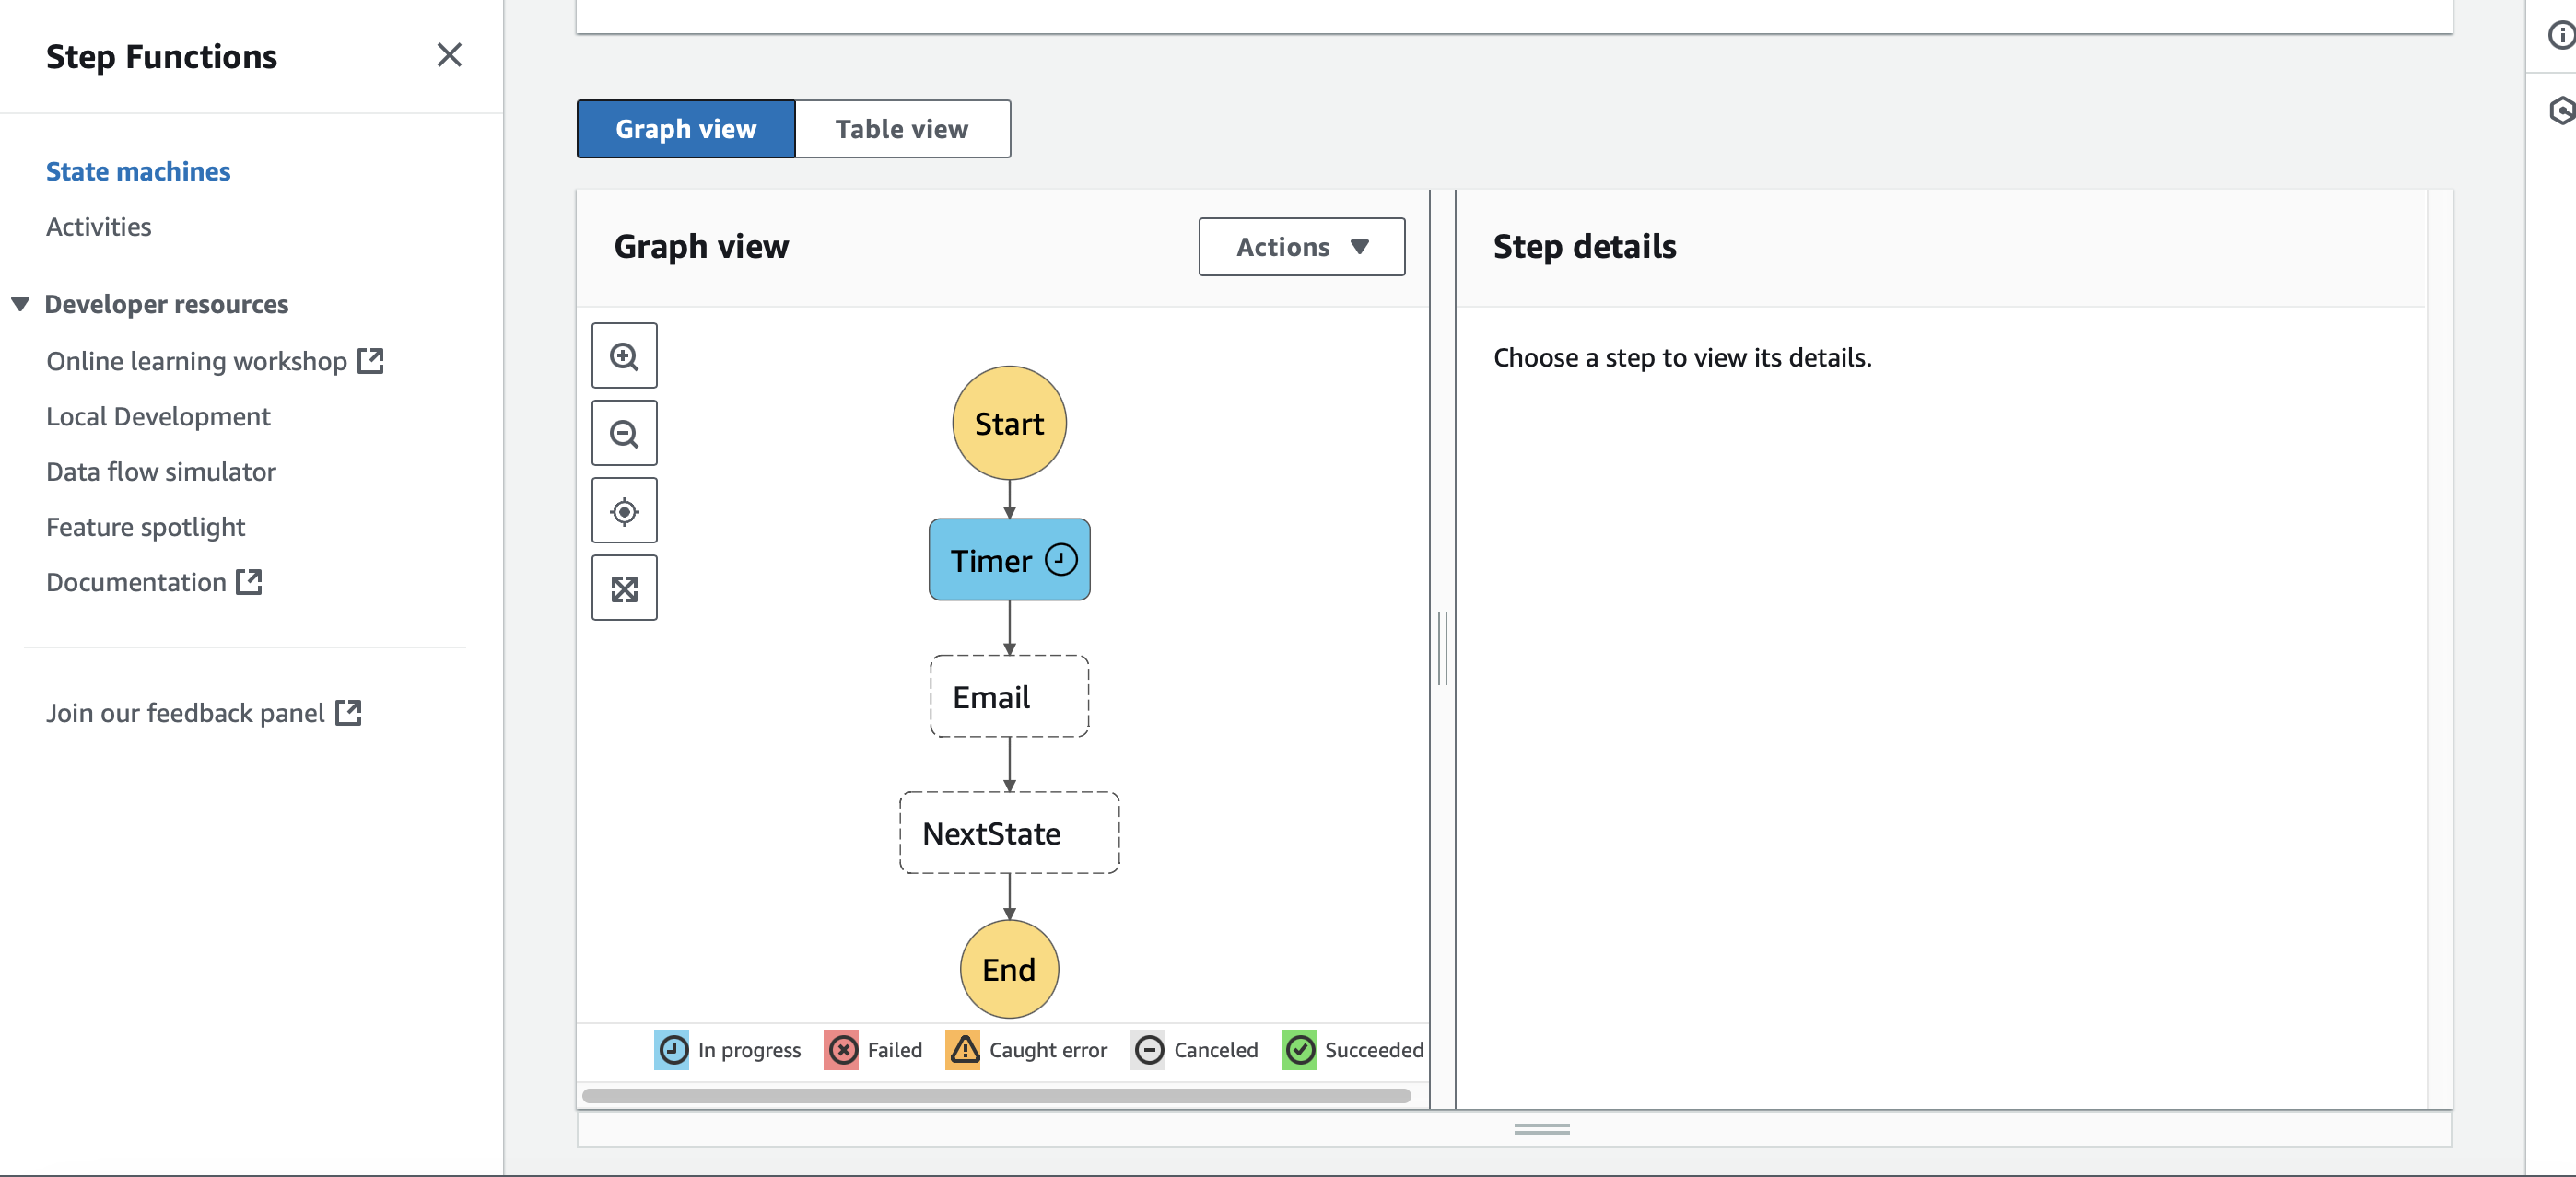 Step Functions
State machines
Activities
Developer resources
Online learning workshop
Local Development
Data flow simulator
Feature spotlight
Documentation
Join our feedback panel
Graph view
Table view
Graph view
Actions
Start
Timer
Email
NextState
End
In progress
Failed
Caught error
Canceled
Succeeded
Step details
Choose a step to view its details.